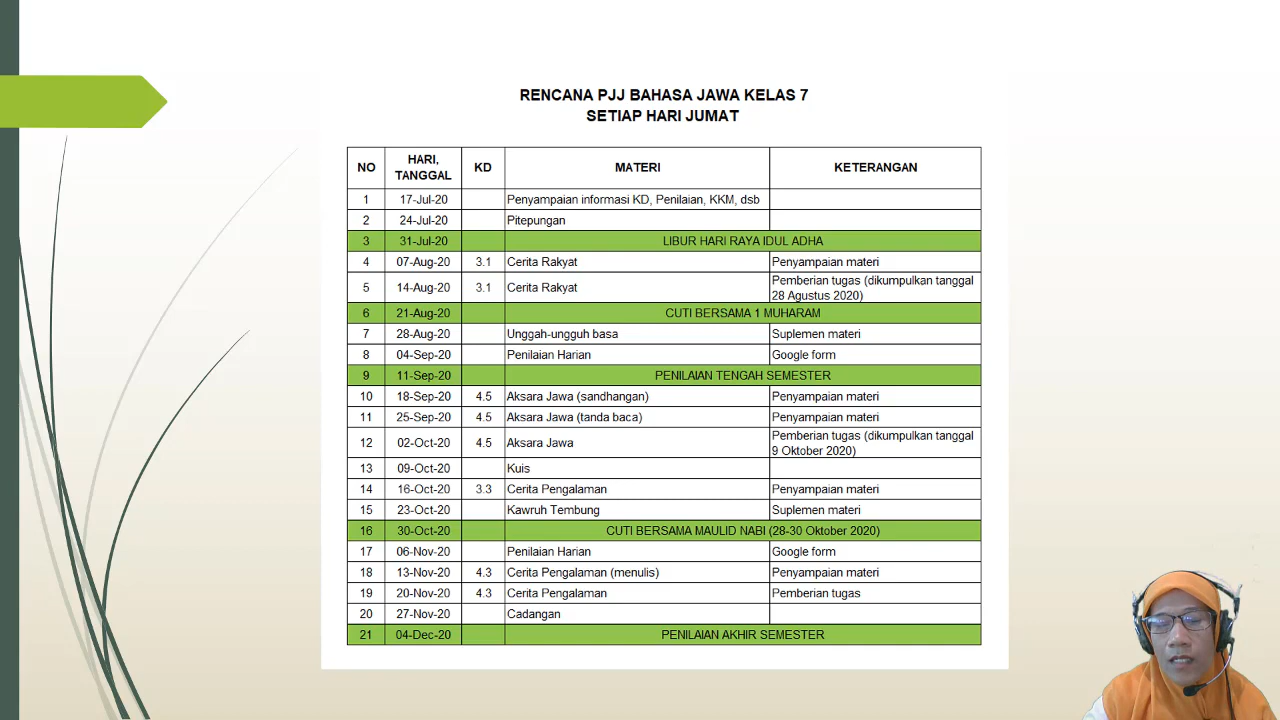 RENCANA PJJ BAHASA JAWA KELAS 7
SETIAP HARI JUMAT
NO HARI, TANGGAL KD MATERI KETERANGAN
1 17-Jul-20 Penyampaian informasi KD, Penilaian, KKM, dsb
2 24-Jul-20 Pitepungan
3 31-Jul-20 LIBUR HARI RAYA IDUL ADHA
4 07-Aug-20 3.1 Cerita Rakyat Penyampaian materi
5 14-Aug-20 3.1 Cerita Rakyat Pemberian tugas (dikumpulkan tanggal
28 Agustus 2020)
6 21-Aug-20 CUTI BERSAMA 1 MUHARAM
7 28-Aug-20 Unggah-ungguh basa Suplemen materi
8 04-Sep-20 Penilaian Harian Google form
9 11-Sep-20 PENILAIAN TENGAH SEMESTER
10 18-Sep-20 4.5 Aksara Jawa (sandhangan) Penyampaian materi
11 25-Sep-20 4.5 Aksara Jawa (tanda baca) Penyampaian materi
12 02-Oct-20 4.5 Aksara Jawa Pemberian tugas (dikumpulkan tanggal
9 Oktober 2020)
13 09-Oct-20 Kuis
14 16-Oct-20 3.3 Cerita Pengalaman Penyampaian materi
15 23-Oct-20 Kawruh Tembung Suplemen materi
16 30-Oct-20 CUTI BERSAMA MAULID NABI (28-30 Oktober 2020)
17 06-Nov-20 Penilaian Harian Google form
18 13-Nov-20 4.3 Cerita Pengalaman (menulis) Penyampaian materi
19 20-Nov-20 4.3 Cerita Pengalaman Pemberian tugas
20 27-Nov-20 Cadangan
21 04-Dec-20 PENILAIAN AKHIR SEMESTER